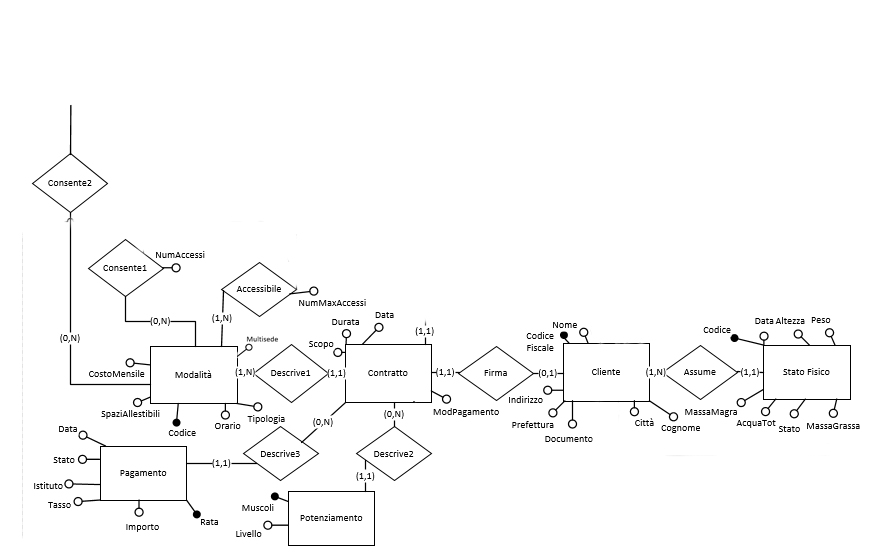 Consente2
NumAccessi
Consente1
Accessibile
NumMaxAccessi
(0,N)
(1,N)
(0,N)
Multisede
Durata
Data
(1,1)
Scopo
Nome
Codice
Fiscale
Codice
Data
Altezza
Peso
CostoMensile
Modalità
(1,N)
Descrive1
(1,1)
Contratto
(1,1)
Firma
(0,1)
Cliente
(1,N)
Assume
(1,1)
Stato Fisico
SpaziAllestibili
Codice
Orario
Tipologia
(0,N)
(0,N)
ModPagamento
Indirizzo
Prefettura
Documento
Città
Cognome
MassaMagra
AcquaTot
Stato
MassaGrassa
Data
Stato
Istituto
Tasso
Pagamento
Importo
Rata
(1,1)
Descrive3
Descrive2
(1,1)
Muscoli
Livello
Potenziamento